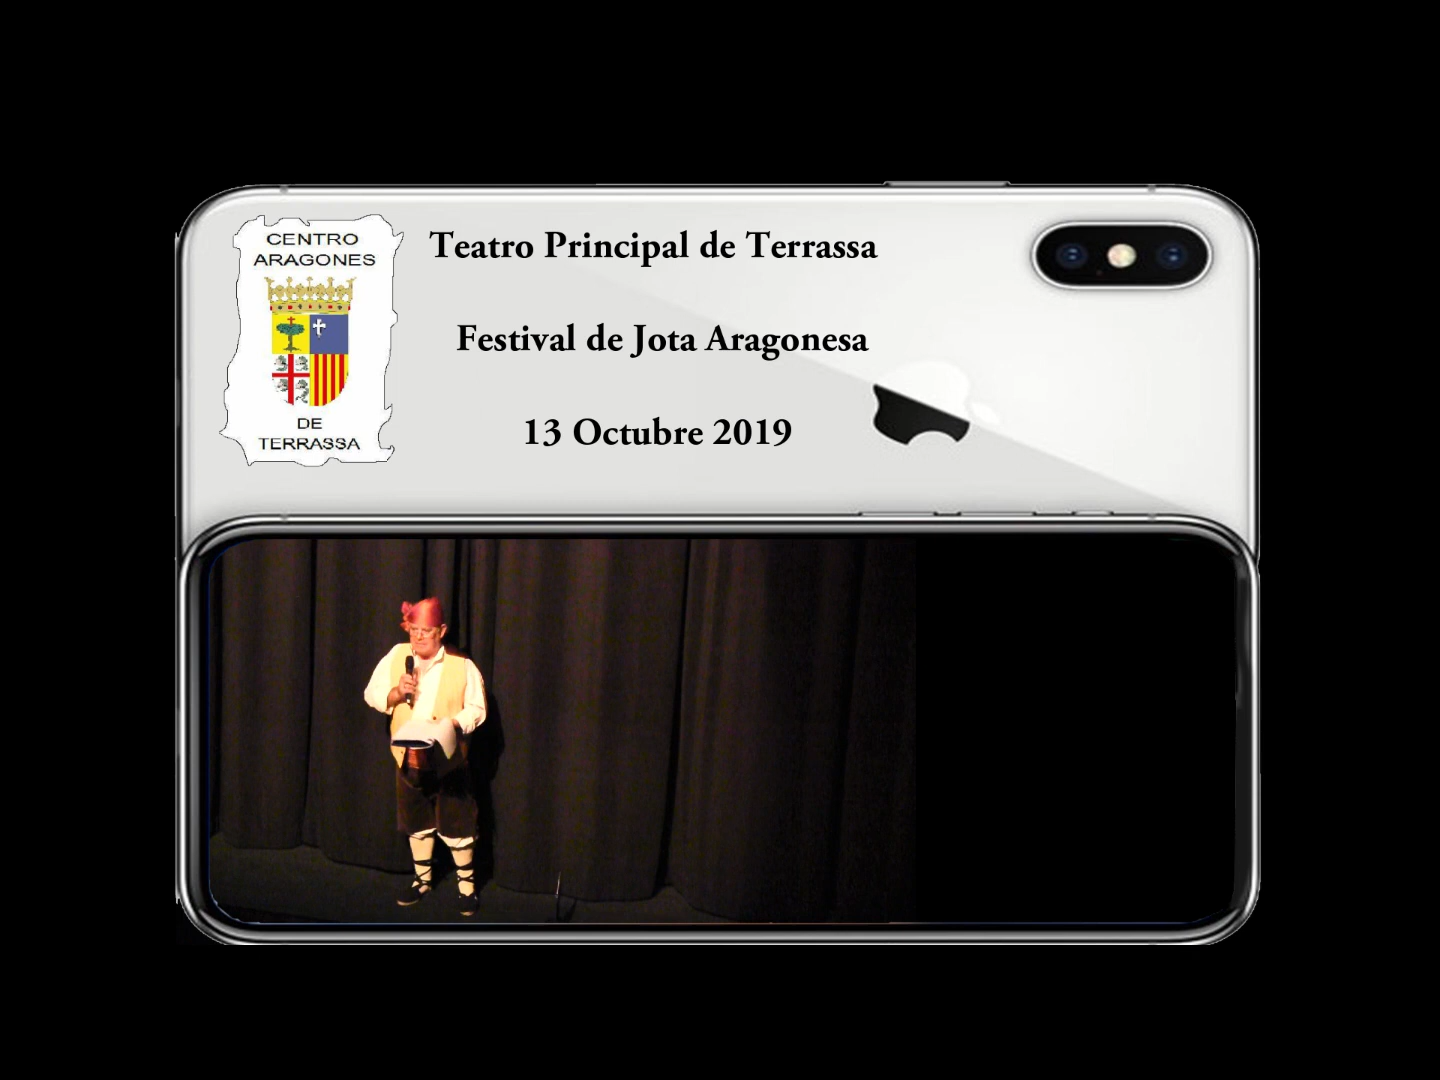 CENTRO
ARAGONES
DE
TERRASSA
Teatro Principal de Terrassa
Festival de Jota Aragonesa
13 Octubre 2019